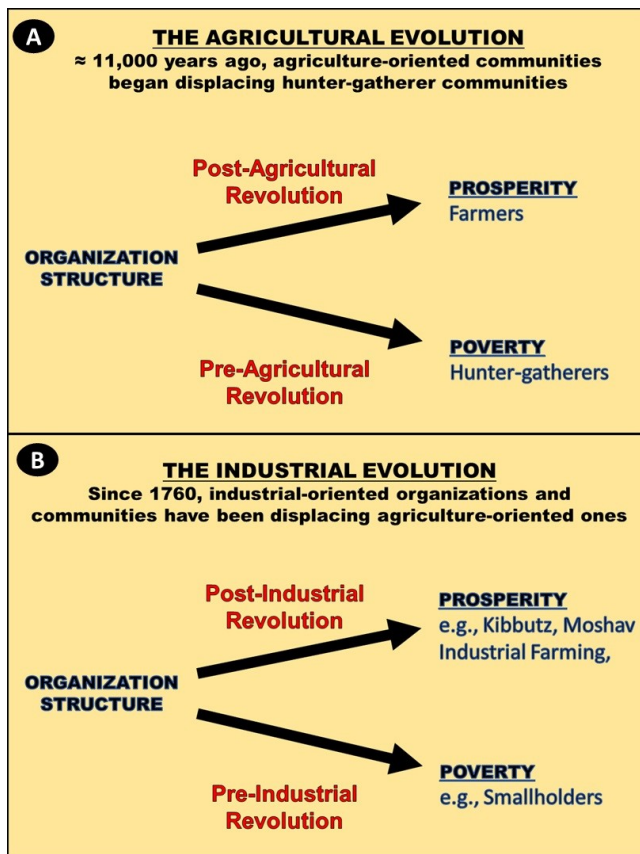 A
THE AGRICULTURAL EVOLUTION
≈ 11,000 years ago, agriculture-oriented communities
began displacing hunter-gatherer communities
Post-Agricultural
Revolution
PROSPERITY
Farmers
ORGANIZATION
STRUCTURE
POVERTY
Hunter-gatherers
Pre-Agricultural
Revolution
B
THE INDUSTRIAL EVOLUTION
Since 1760, industrial-oriented organizations and
communities have been displacing agriculture-oriented ones
Post-Industrial
Revolution
PROSPERITY
e.g., Kibbutz, Moshav
Industrial Farming,
ORGANIZATION
STRUCTURE
POVERTY
e.g., Smallholders
Pre-Industrial
Revolution